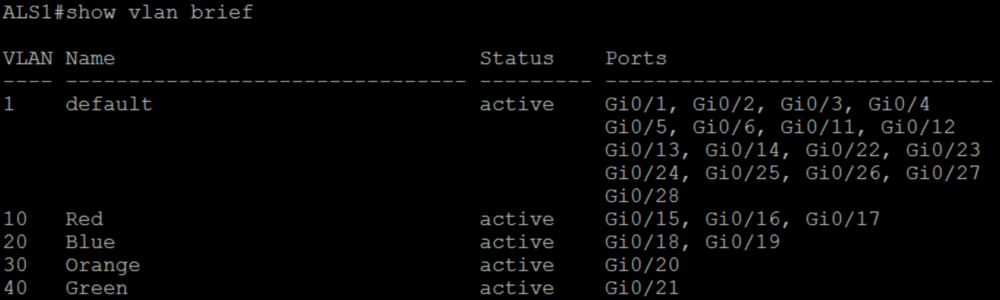 ALS1#show vlan brief
VLAN Name                             Status    Ports
---- -------------------------------- --------- -------------------------------
1    default                          active    Gi0/1, Gi0/2, Gi0/3, Gi0/4
                                                Gi0/5, Gi0/6, Gi0/11, Gi0/12
                                                Gi0/13, Gi0/14, Gi0/22, Gi0/23
                                                Gi0/24, Gi0/25, Gi0/26, Gi0/27
                                                Gi0/28
10   Red                              active    Gi0/15, Gi0/16, Gi0/17
20   Blue                             active    Gi0/18, Gi0/19
30   Orange                           active    Gi0/20
40   Green                            active    Gi0/21